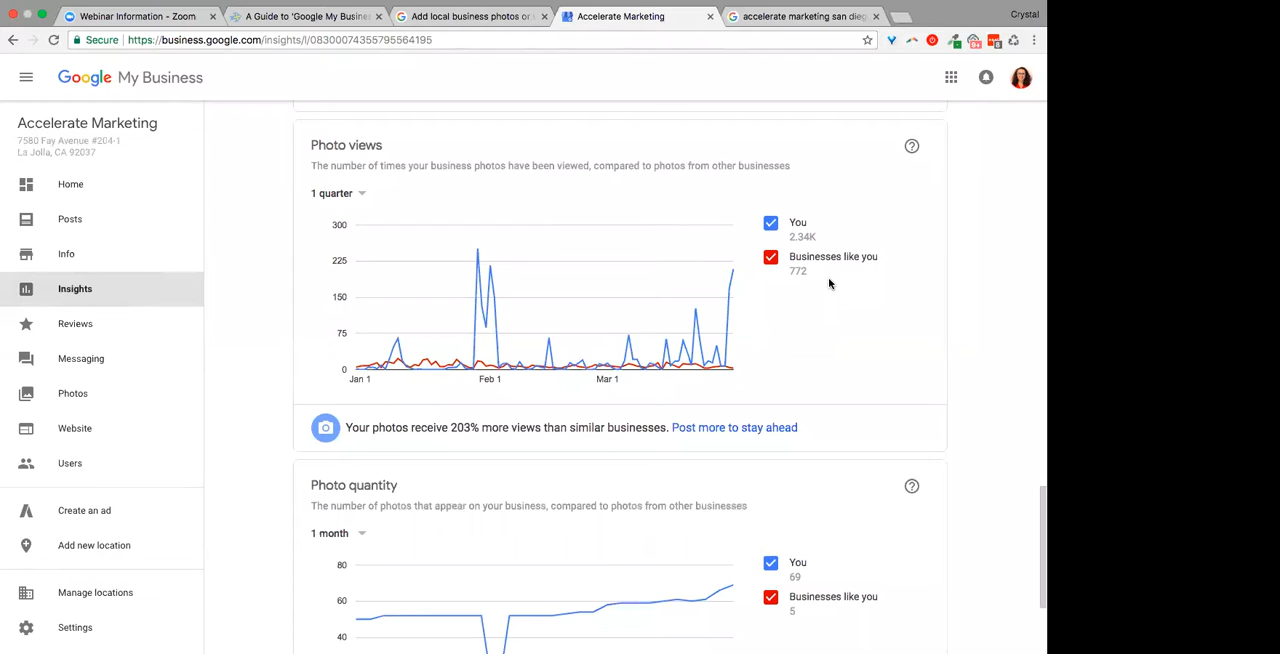 Webinar Information - Zoom
A Guide to 'Google My Busine
Add local business photos or
Accelerate Marketing
accelerate marketing san dieg
Crystal
Secure
https://business.google.com/insights/l/08300074355795564195
Google My Business
Accelerate Marketing
7580 Fay Avenue #204-1
La Jolla, CA 92037
Home
Posts
Info
Insights
Reviews
Messaging
Photos
Website
Users
Create an ad
Add new location
Manage locations
Settings
Photo views
The number of times your business photos have been viewed, compared to photos from other businesses
1 quarter
300
225
150
75
0
Jan 1
Feb 1
Mar 1
You
2.34K
Businesses like you
772
Your photos receive 203% more views than similar businesses. Post more to stay ahead
Photo quantity
The number of photos that appear on your business, compared to photos from other businesses
1 month
80
60
40
You
69
Businesses like you
5